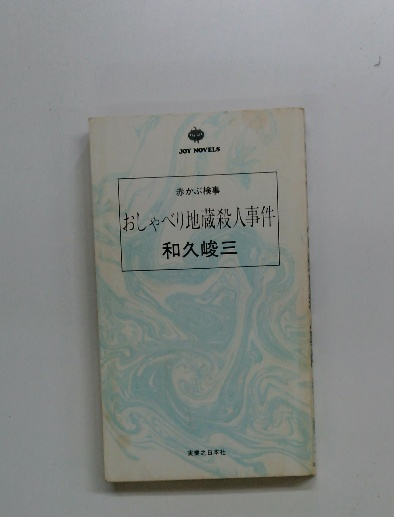 JOY NOVELS
赤かぶ検事
おしゃべり地蔵殺人事件
和久峻三
実業之日本社